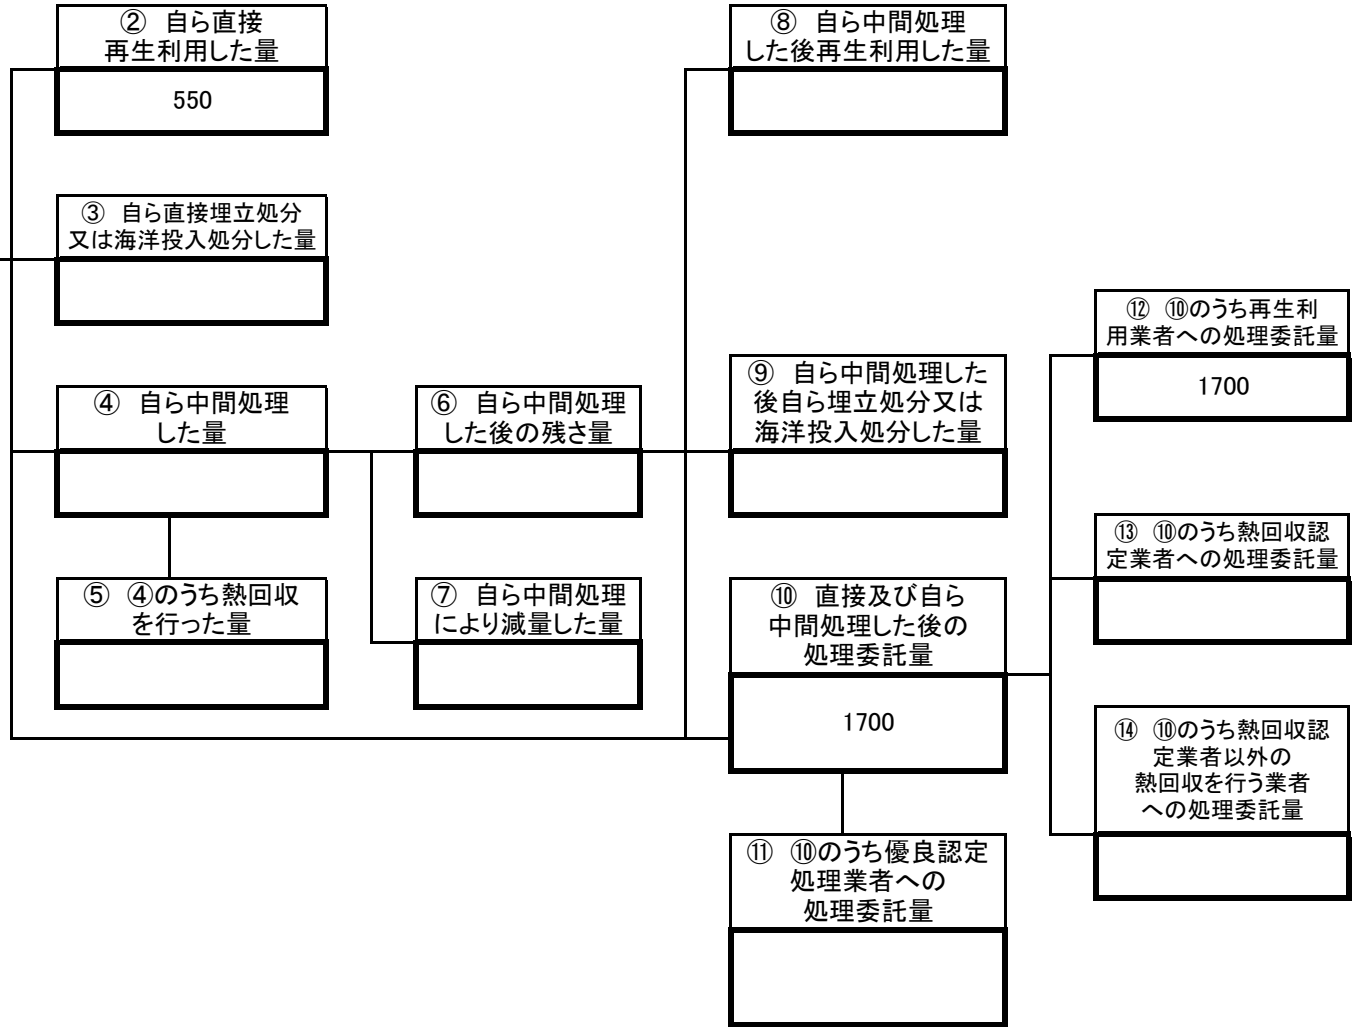 ② 自ら直接
再生利用した量
550
③ 自ら直接埋立処分
又は海洋投入処分した量
④ 自ら中間処理
した量
⑤ ④のうち熱回収
を行った量
⑥ 自ら中間処理
した後の残さ量
⑦ 自ら中間処理
により減量した量
⑧ 自ら中間処理
した後再生利用した量
⑨ 自ら中間処理した
後自ら埋立処分又は
海洋投入処分した量
⑩ 直接及び自ら
中間処理した後の
処理委託量
1700
⑪ ⑩のうち優良認定
処理業者への
処理委託量
⑫ ⑩のうち再生利
用業者への処理委託量
1700
⑬ ⑩のうち熱回収認
定業者への処理委託量
⑭ ⑩のうち熱回収認
定業者以外の
熱回収を行う業者
への処理委託量